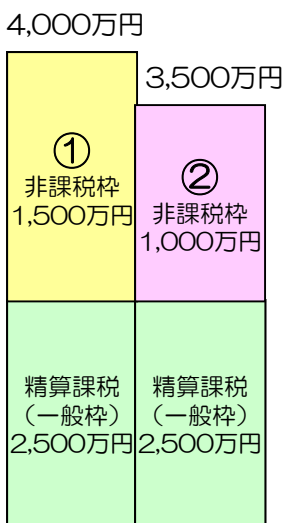 4,000万円
3,500万円
①
非課税枠
1,500万円
②
非課税枠
1,000万円
精算課税
（一般枠）
2,500万円
精算課税
（一般枠）
2,500万円